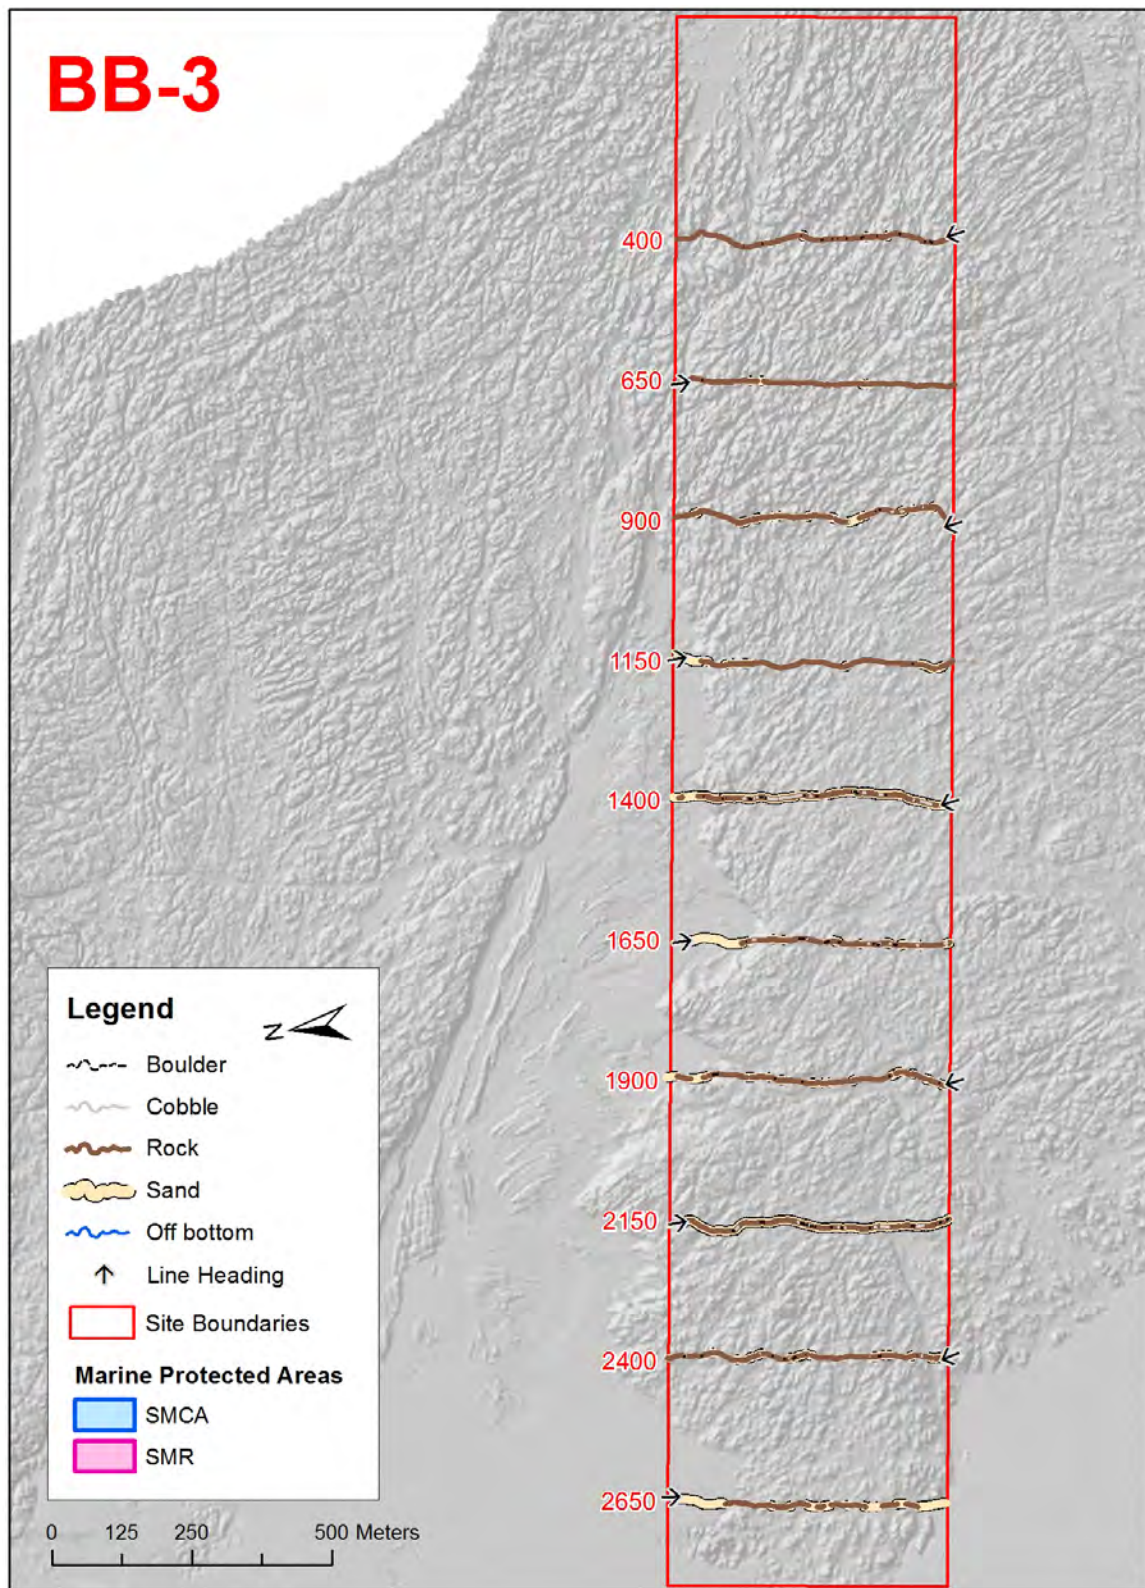 BB-3
400
650
900
1150
1400
1650
1900
2150
2400
2650
Legend
N
Boulder
Cobble
Rock
Sand
Off bottom
Line Heading
Site Boundaries
Marine Protected Areas
SMCA
SMR
0 125 250 500 Meters